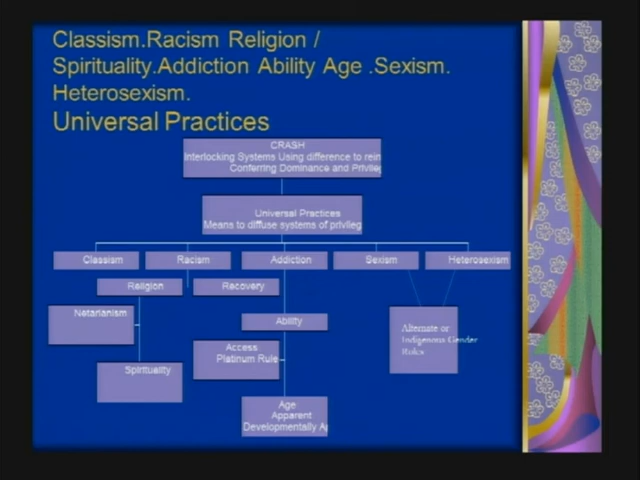 Classism.Racism Religion /
Spirituality.Addiction Ability Age .Sexism.
Heterosexism.
Universal Practices
CRASH
Interlocking Systems Using difference to rein
Conferring Dominance and Privileg
Universal Practices
Means to diffuse systems of privileg
Classism
Racism
Addiction
Sexism
Heterosexism
Religion
Recovery
Netarianism
Ability
Alternate or
Indigenous Gender
Roles
Access
Platinum Rule
Spirituality
Age
Apparent
Developmentally Ap